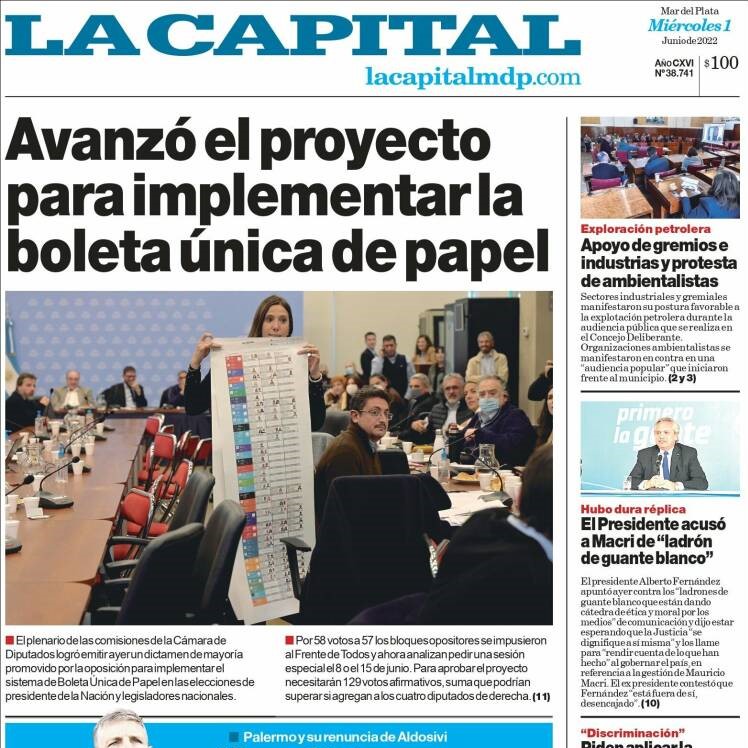 LA CAPITAL
lacapitalmdp.com
Mar del Plata
Miércoles 1
Junio de 2022
AÑO CXVI
Nº 38.741
$100
Avanzó el proyecto
para implementar la
boleta única de papel
El plenario de las comisiones de la Cámara de
Diputados logró emitir ayer un dictamen de mayoría
promovido por la oposición para implementar el
sistema de Boleta Única de Papel en las elecciones de
presidente de la Nación y legisladores nacionales.
Por 58 votos a 57 los bloques opositores se impusieron
al Frente de Todos y ahora analizan pedir una sesión
especial el 8 o el 15 de junio. Para aprobar el proyecto
necesitarán 129 votos afirmativos, suma que podrían
superar si agregan a los cuatro diputados de derecha. (11)
Exploración petrolera
Apoyo de gremios e
industrias y protesta
de ambientalistas
Sectores industriales y gremiales
manifestaron su postura favorable a
la explotación petrolera durante la
audiencia pública que se realiza en
el Concejo Deliberante.
Organizaciones ambientalistas se
manifestaron en contra en una
"audiencia popular" que iniciaron
frente al municipio. (2 y 3)
primero
la gente
Hubo dura réplica
El Presidente acusó
a Macri de "ladrón
de guante blanco"
El presidente Alberto Fernández
apuntó ayer contra los "ladrones de
guante blanco que están dando
cátedra de ética y moral por los
medios" de comunicación y dijo estar
esperando que la Justicia "se
dignifique a sí misma" y los llame
para "rendir cuenta de lo que han
hecho" al gobernar el país, en
referencia a la gestión de Mauricio
Macri. El ex presidente contestó que
Fernández "está fuera de sí,
desencajado". (10)
Palermo y su renuncia de Aldosivi
"Discriminación"
Piden aplicar la